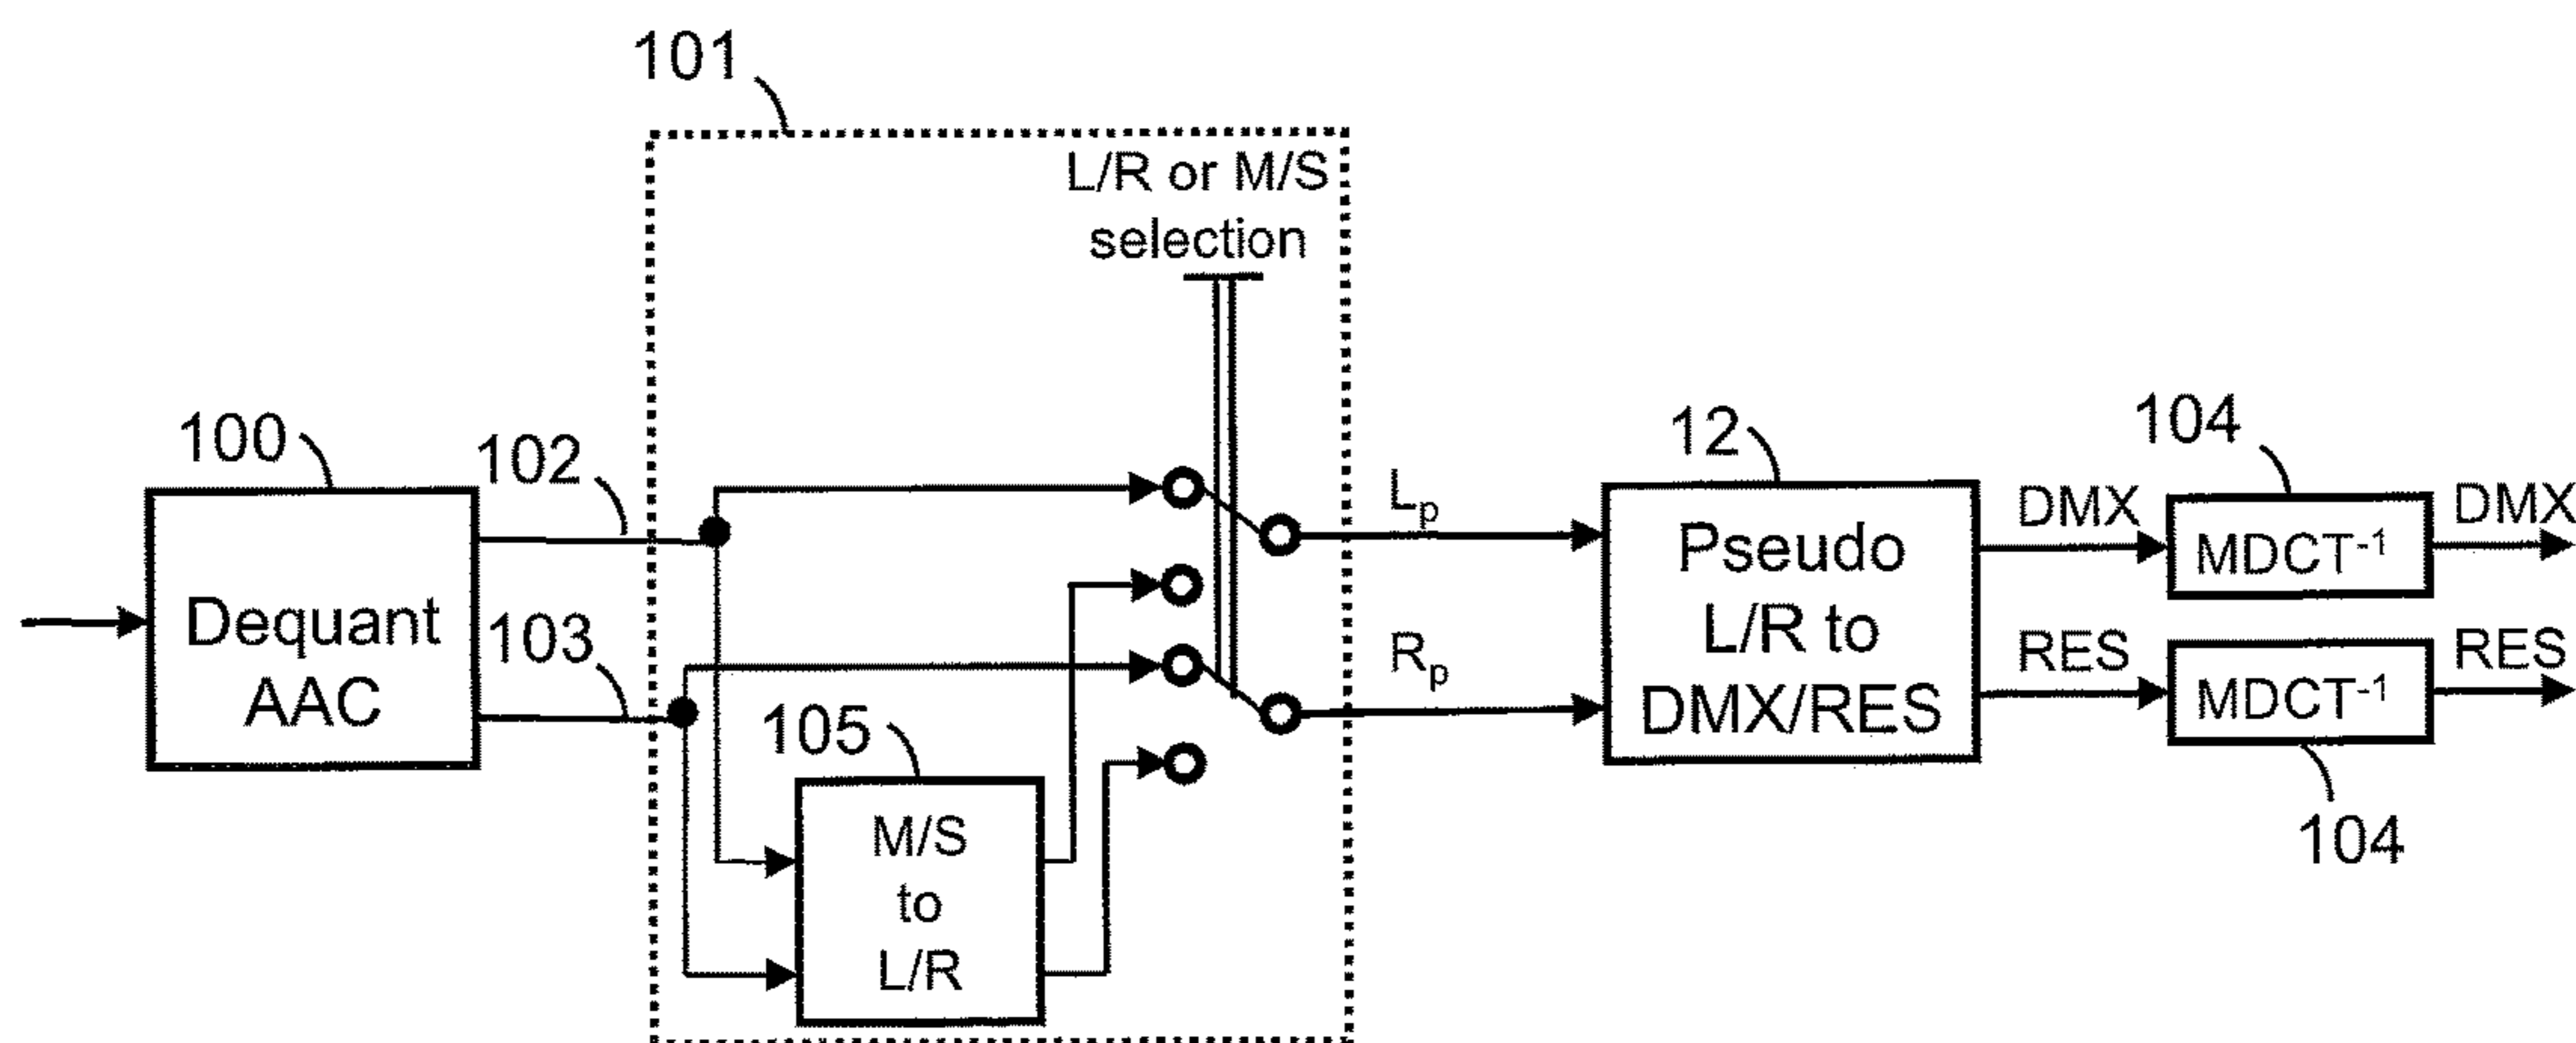 101
L/R or M/S
selection
100
102
103
Dequant
AAC
105
M/S
to
L/R
Lp
Rp
12
Pseudo
L/R to
DMX/RES
DMX
RES
104
MDCT-1
DMX
MDCT-1
RES
104